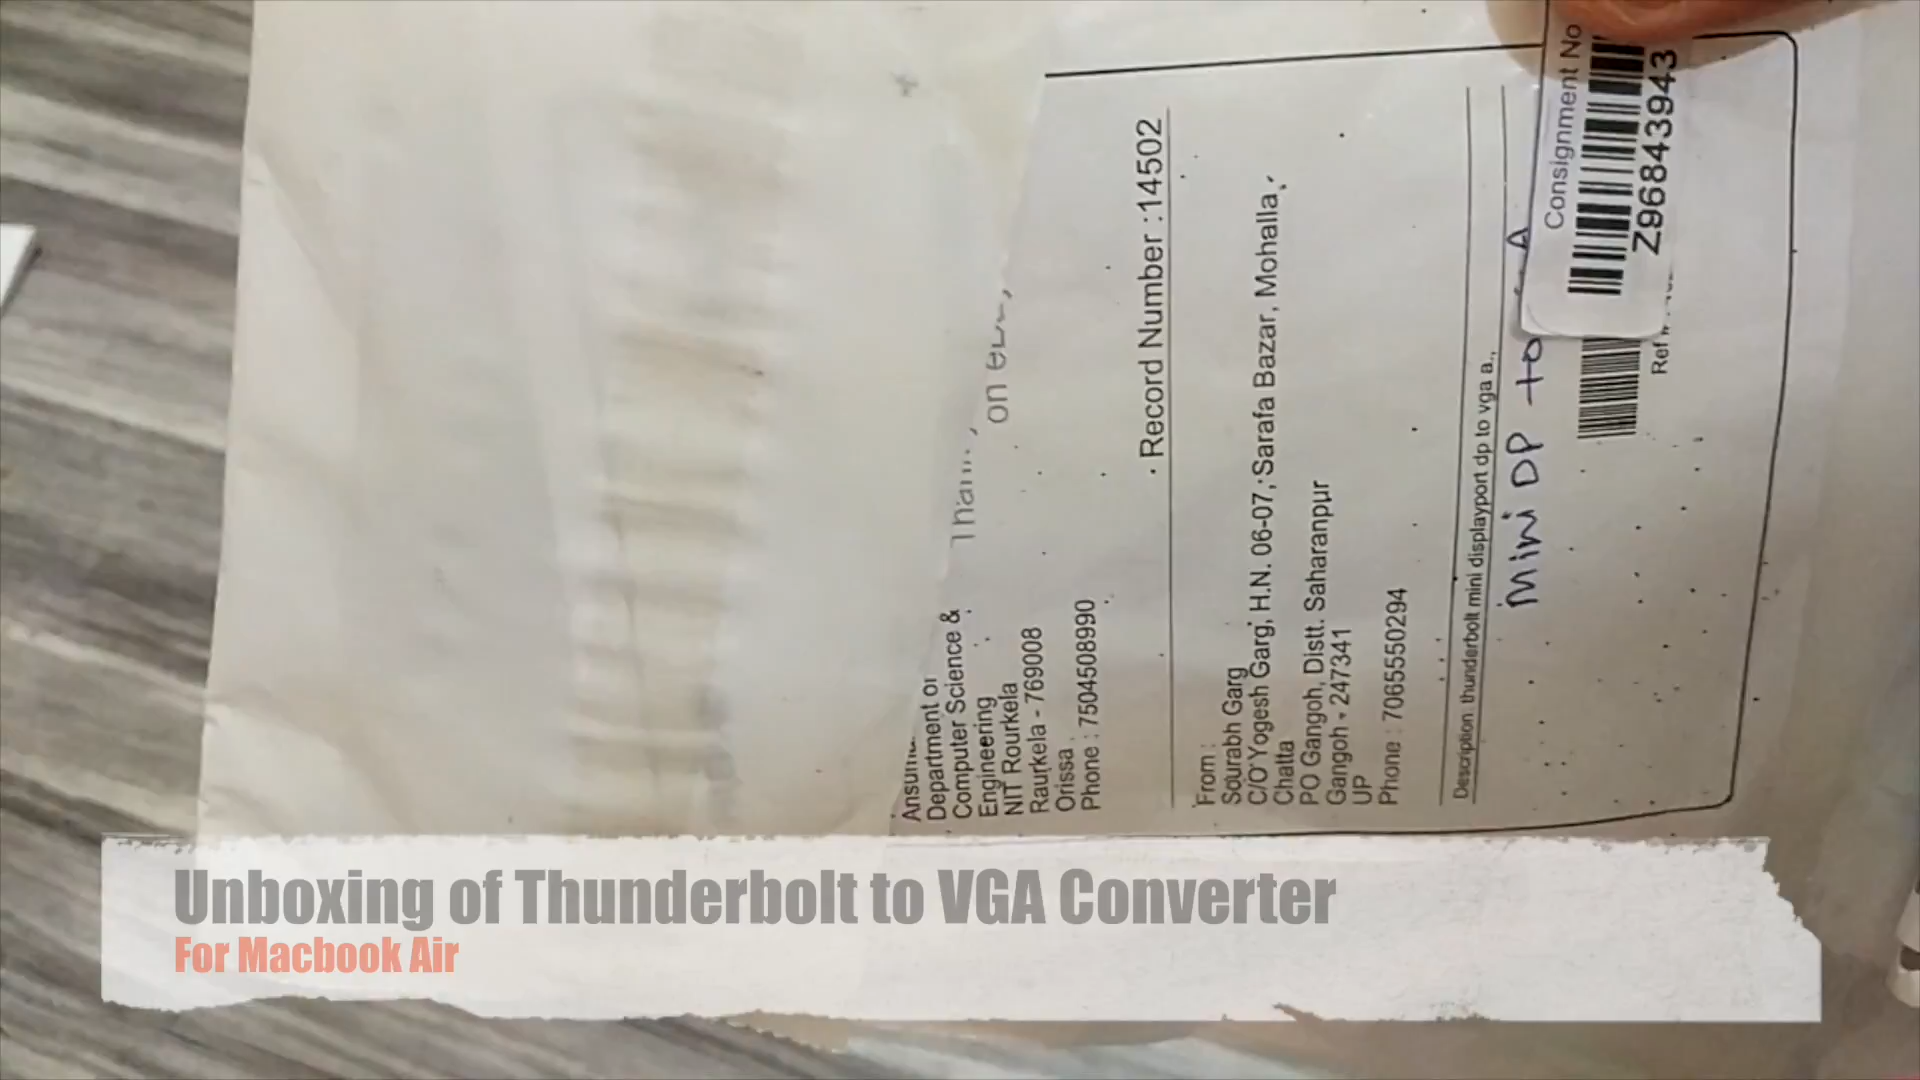 Department of
Computer Science &
Engineering
NIT Rourkela
Raurkela - 769008
Orissa
Phone : 7504508990
Record Number :14502
From :
Sourabh Garg
C/O Yogesh Garg, H.N. 06-07, Sarafa Bazar, Mohalla,
Chatta
PO Gangoh, Distt. Saharanpur
Gangoh - 247341
UP
Phone : 7065550294
Description: thunderbolt mini displayport dp to vga a.,
Mini DP to
Consignment No
Z96843943
Ref #
Unboxing of Thunderbolt to VGA Converter
For Macbook Air